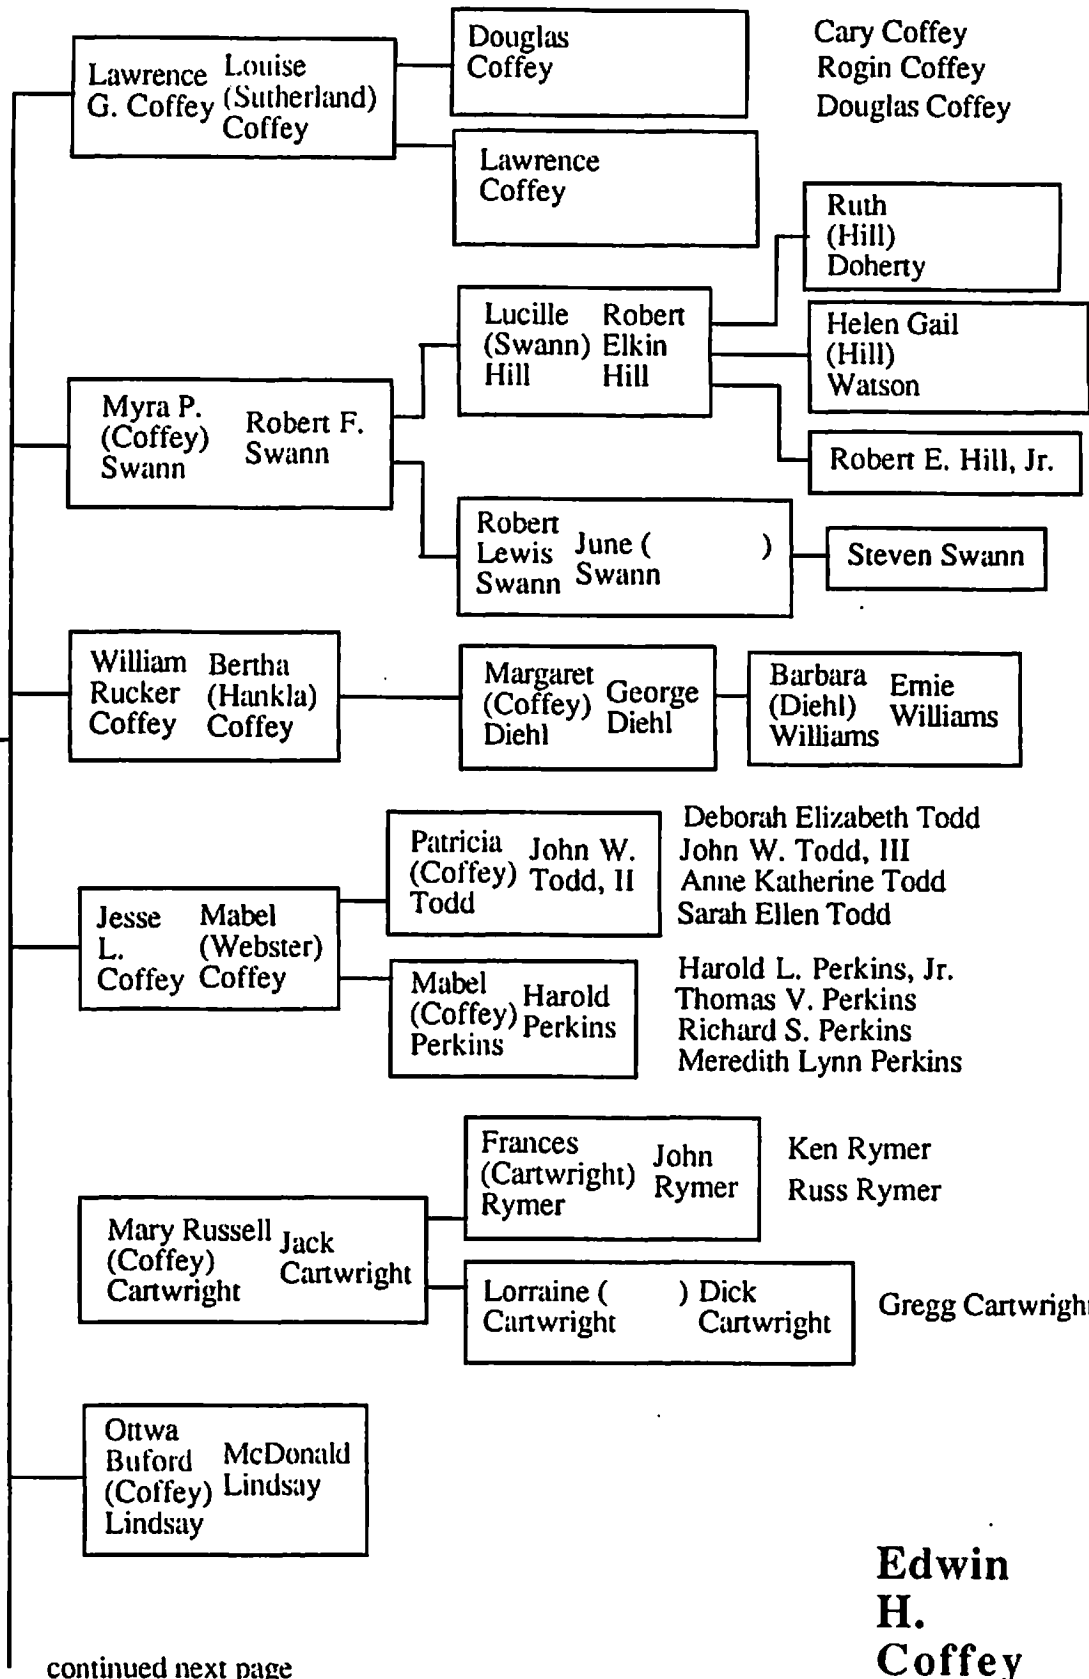 Lawrence
G. Coffey
Louise
(Sutherland)
Coffey
Douglas
Coffey
Cary Coffey
Rogin Coffey
Douglas Coffey
Lawrence
Coffey
Myra P.
(Coffey)
Swann
Robert F.
Swann
Lucille
(Swann)
Hill
Robert
Elkin
Hill
Ruth
(Hill)
Doherty
Helen Gail
(Hill)
Watson
Robert E. Hill, Jr.
Robert
Lewis
Swann
June ( )
Swann
Steven Swann
William
Rucker
Coffey
Bertha
(Hankla)
Coffey
Margaret
(Coffey)
Diehl
George
Diehl
Barbara
(Diehl)
Williams
Ernie
Williams
Jesse
L.
Coffey
Mabel
(Webster)
Coffey
Patricia
(Coffey)
Todd
John W.
Todd, II
Deborah Elizabeth Todd
John W. Todd, III
Anne Katherine Todd
Sarah Ellen Todd
Mabel
(Coffey)
Perkins
Harold
Perkins
Harold L. Perkins, Jr.
Thomas V. Perkins
Richard S. Perkins
Meredith Lynn Perkins
Mary Russell
(Coffey)
Cartwright
Jack
Cartwright
Frances
(Cartwright)
Rymer
John
Rymer
Ken Rymer
Russ Rymer
Lorraine ( )
Cartwright
Dick
Cartwright
Gregg Cartwright
Ottwa
Buford
(Coffey)
Lindsay
McDonald
Lindsay
Edwin
H.
Coffey
continued next page